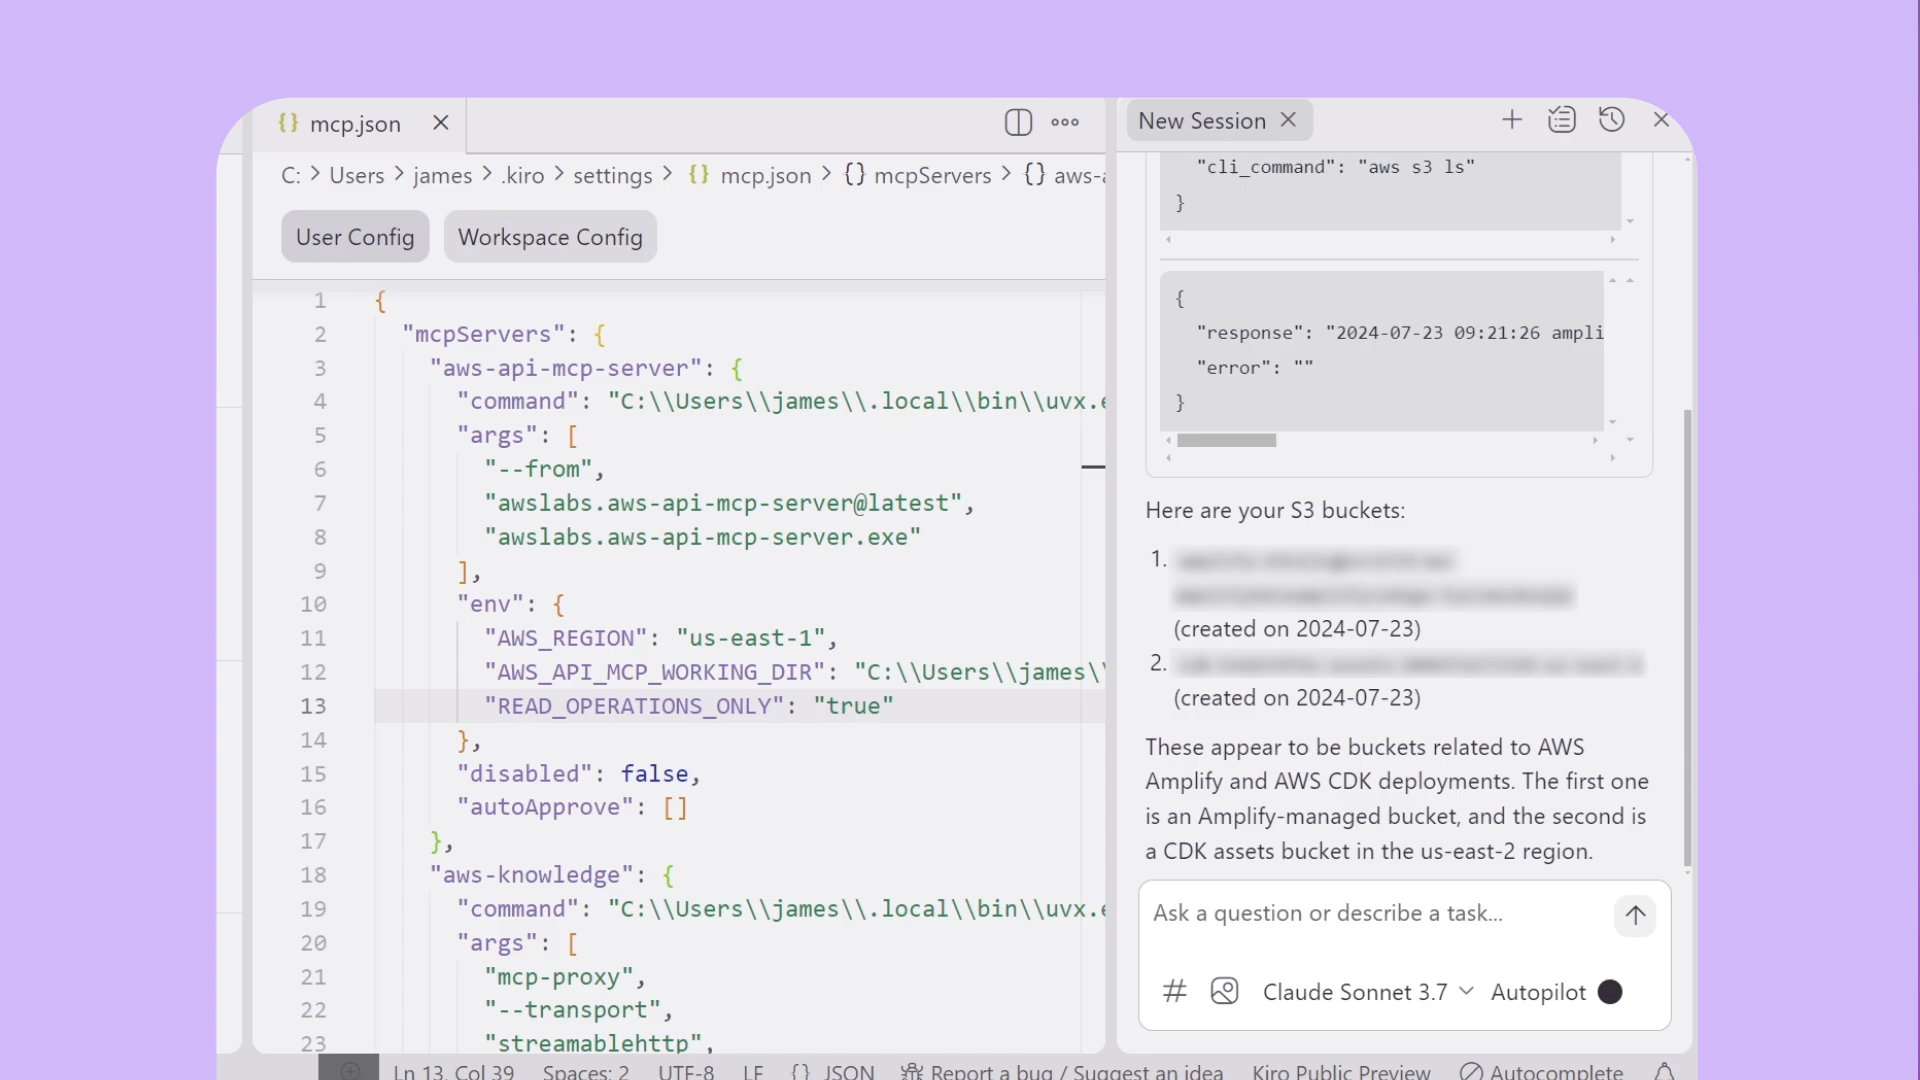 mcp.json
C: > Users > james > .kiro > settings > {} mcp.json > {} mcpServers > {} aws-a
User Config Workspace Config
1 {
2 "mcpServers": {
3 "aws-api-mcp-server": {
4 "command": "C:\\Users\\james\\.local\\bin\\uvx.e
5 "args": [
6 "--from",
7 "awslabs.aws-api-mcp-server@latest",
8 "awslabs.aws-api-mcp-server.exe"
9 ],
10 "env": {
11 "AWS_REGION": "us-east-1",
12 "AWS_API_MCP_WORKING_DIR": "C:\\Users\\james\\
13 "READ_OPERATIONS_ONLY": "true"
14 },
15 "disabled": false,
16 "autoApprove": []
17 },
18 "aws-knowledge": {
19 "command": "C:\\Users\\james\\.local\\bin\\uvx.e
20 "args": [
21 "mcp-proxy",
22 "--transport",
23 "streamablehttp",
New Session
"cli_command": "aws s3 ls"
}
{
"response": "2024-07-23 09:21:26 ampli
"error": ""
}
Here are your S3 buckets:
1.
(created on 2024-07-23)
2.
(created on 2024-07-23)
These appear to be buckets related to AWS
Amplify and AWS CDK deployments. The first one
is an Amplify-managed bucket, and the second is
a CDK assets bucket in the us-east-2 region.
Ask a question or describe a task...
# Claude Sonnet 3.7 Autopilot
Ln 13, Col 39 Spaces: 2 UTF-8 LF {} JSON Report a bug / Suggest an idea Kiro Public Preview Autocomplete